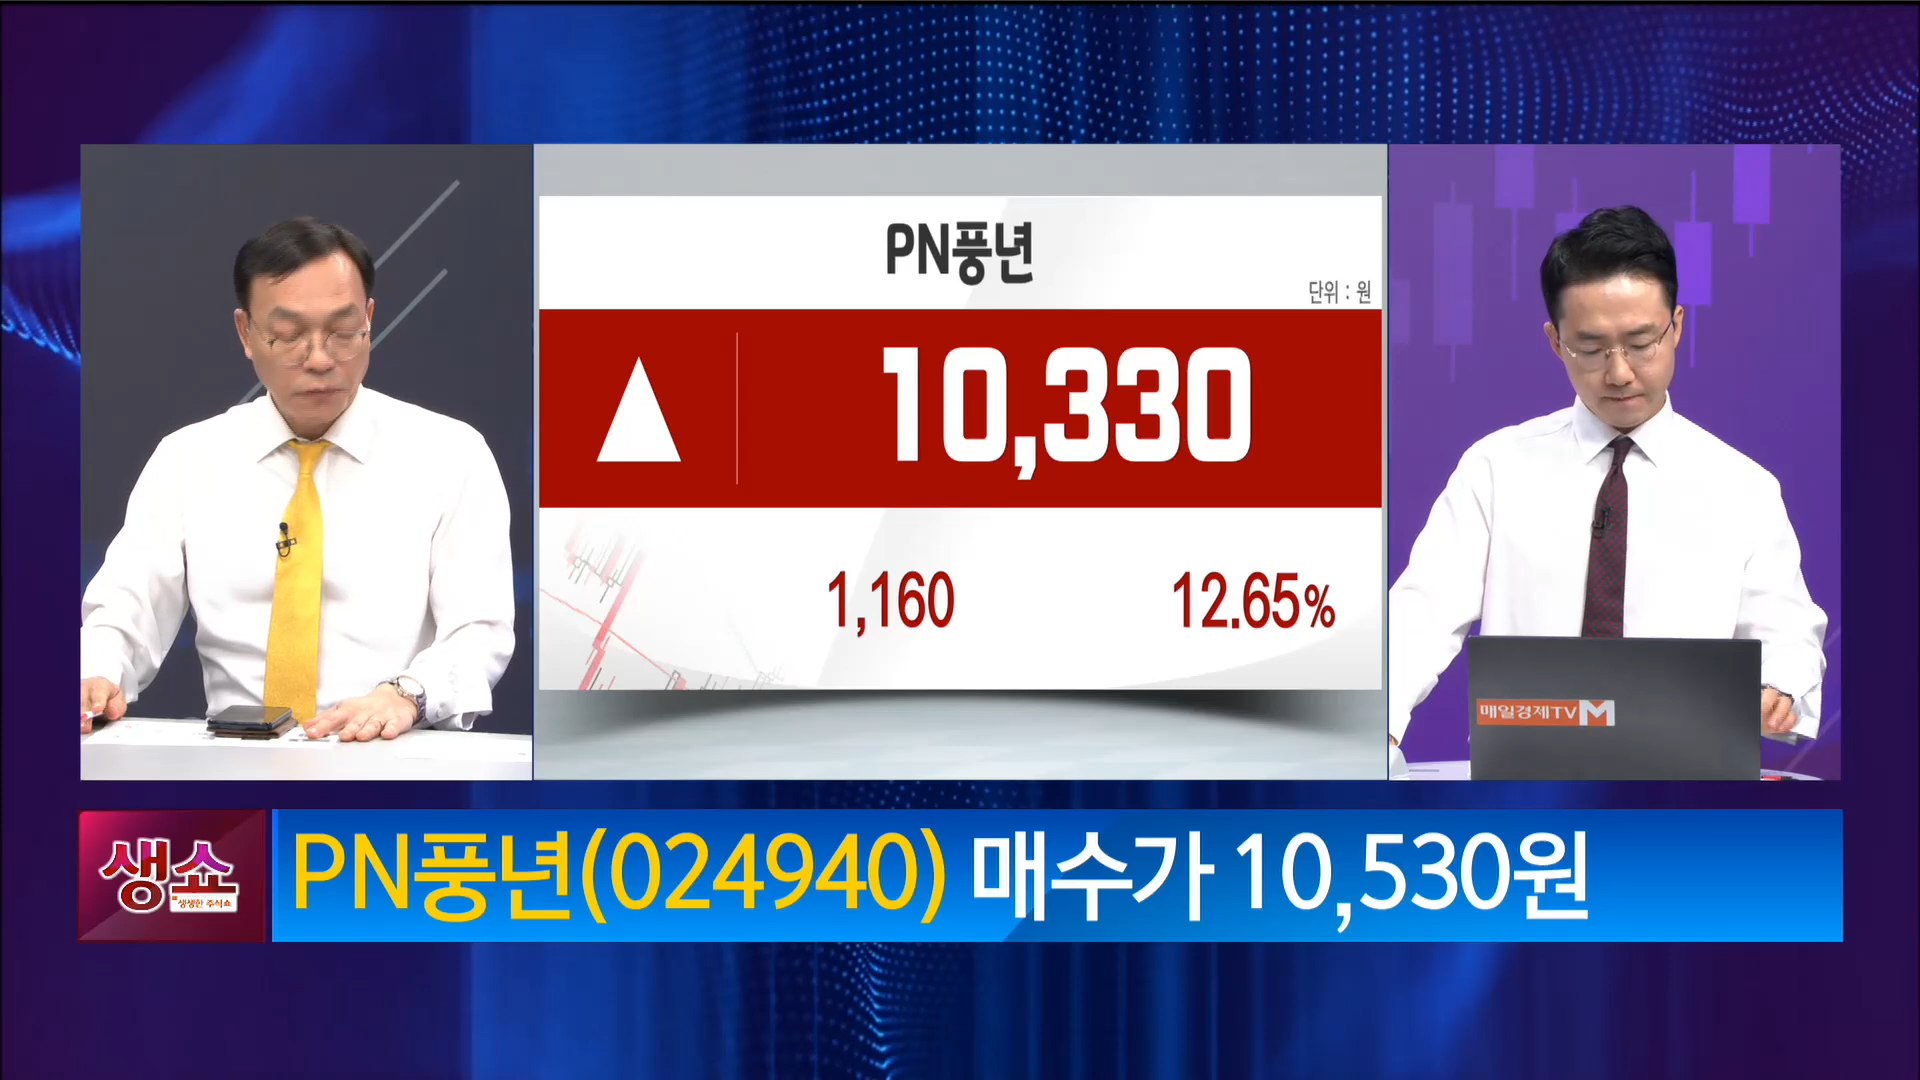 PN풍년
단위 : 원
▲ 10,330
1,160 12.65%
매일경제TV M
생쇼
생생한 주식쇼
PN풍년(024940) 매수가 10,530원